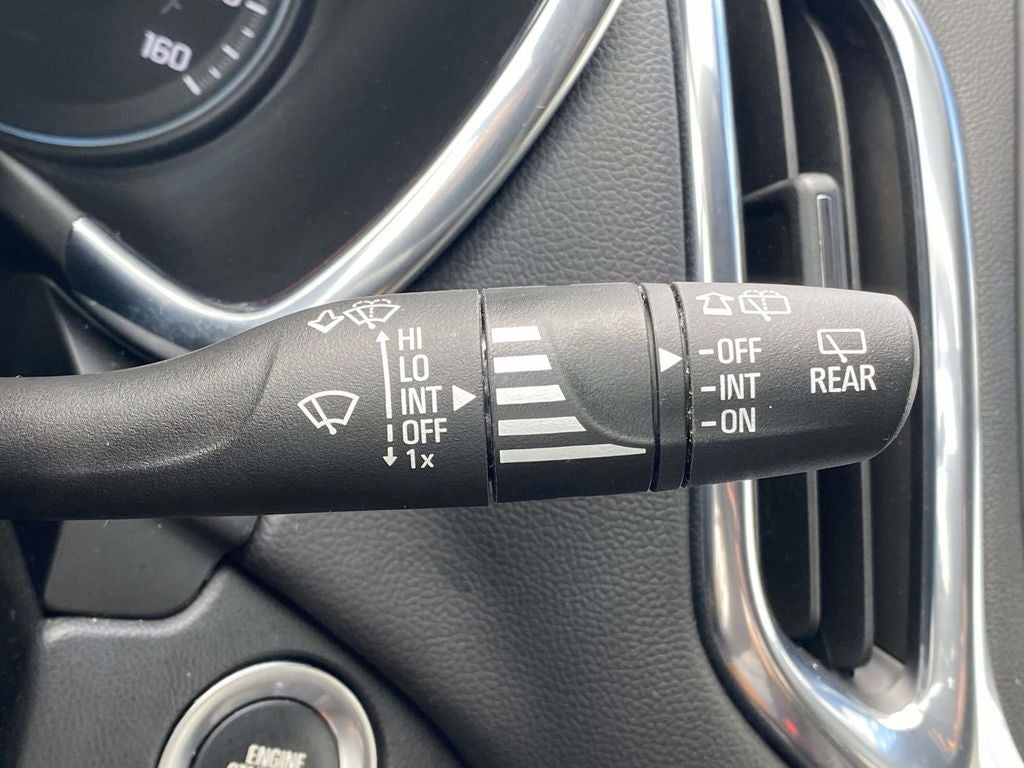 160
HI
LO
INT
OFF
1x
-OFF
-INT
-ON
REAR
ENGINE